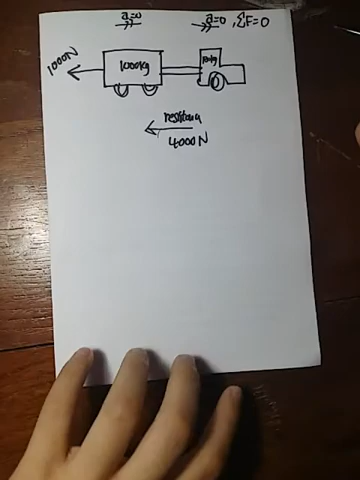 a=0
a=0, ΣF=0
1000N
1000kg
resistance
4000N